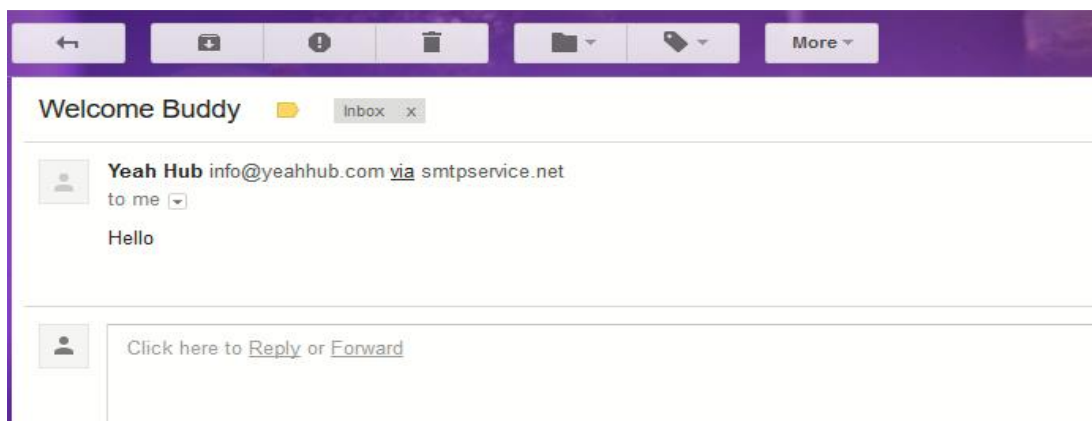 More
Welcome Buddy Inbox x
Yeah Hub info@yeahhub.com via smtpservice.net
to me
Hello
Click here to Reply or Forward